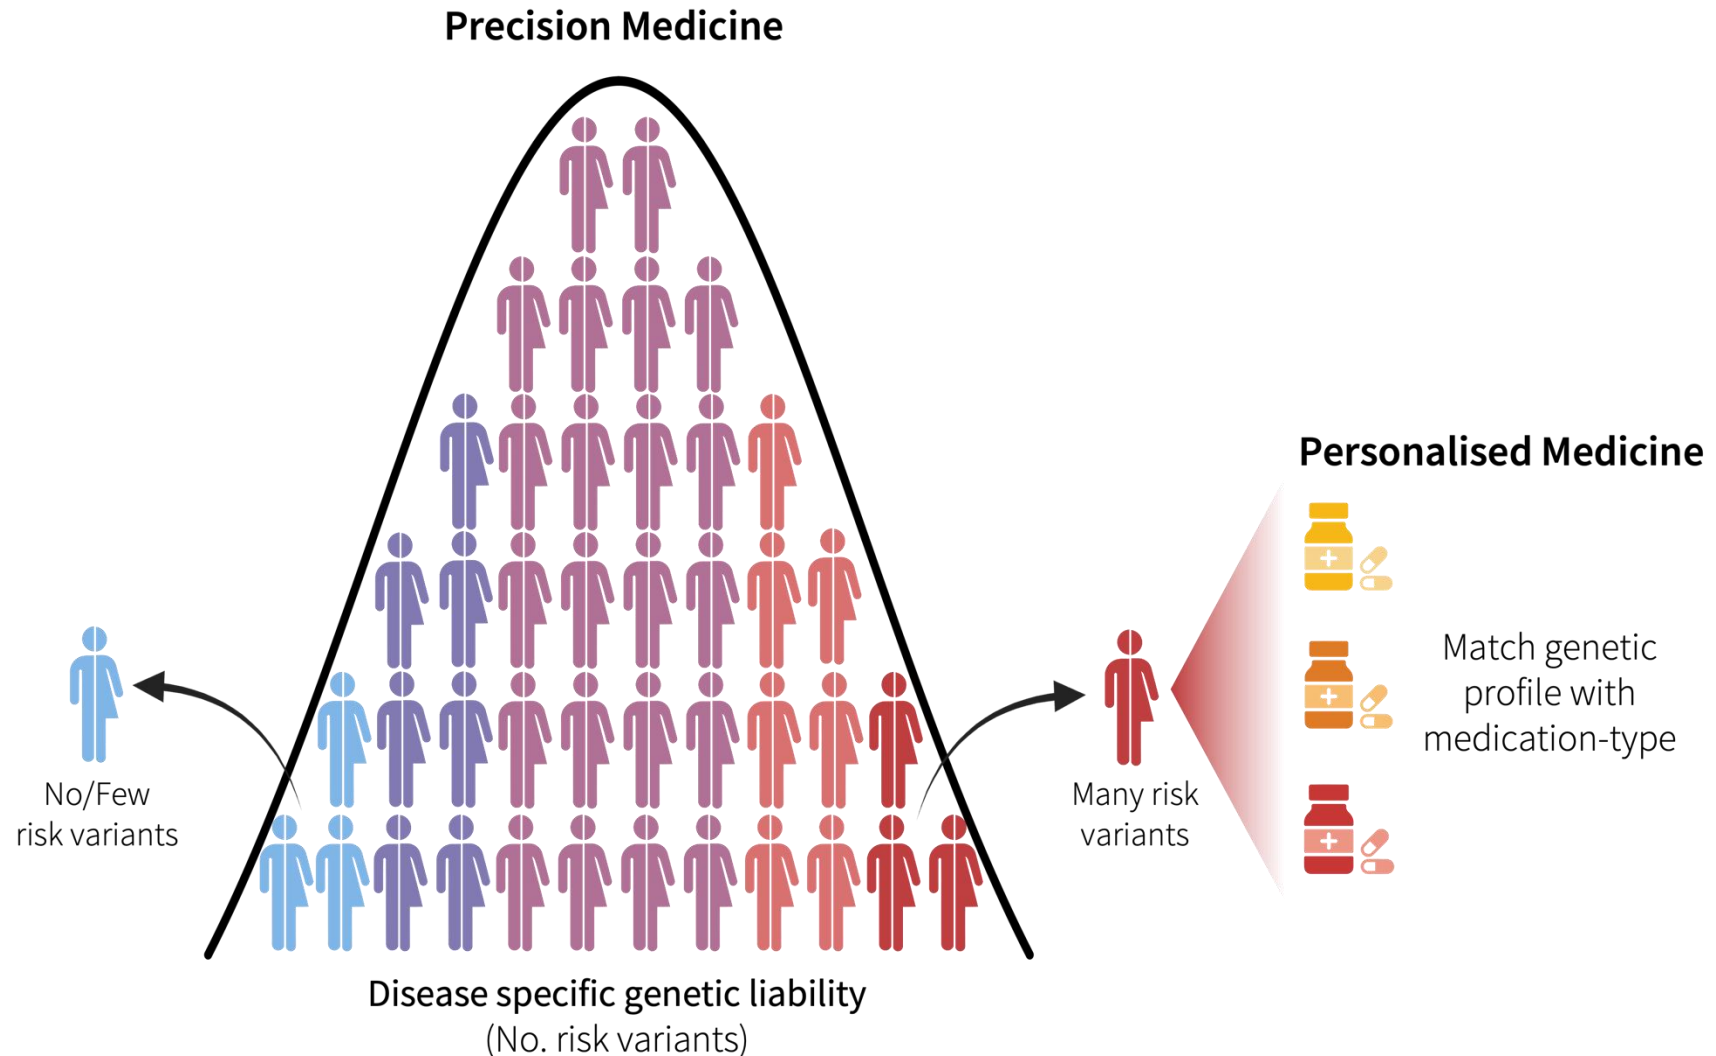 Precision Medicine
Personalised Medicine
Match genetic
profile with
medication-type
No/Few
risk variants
Many risk
variants
Disease specific genetic liability
(No. risk variants)